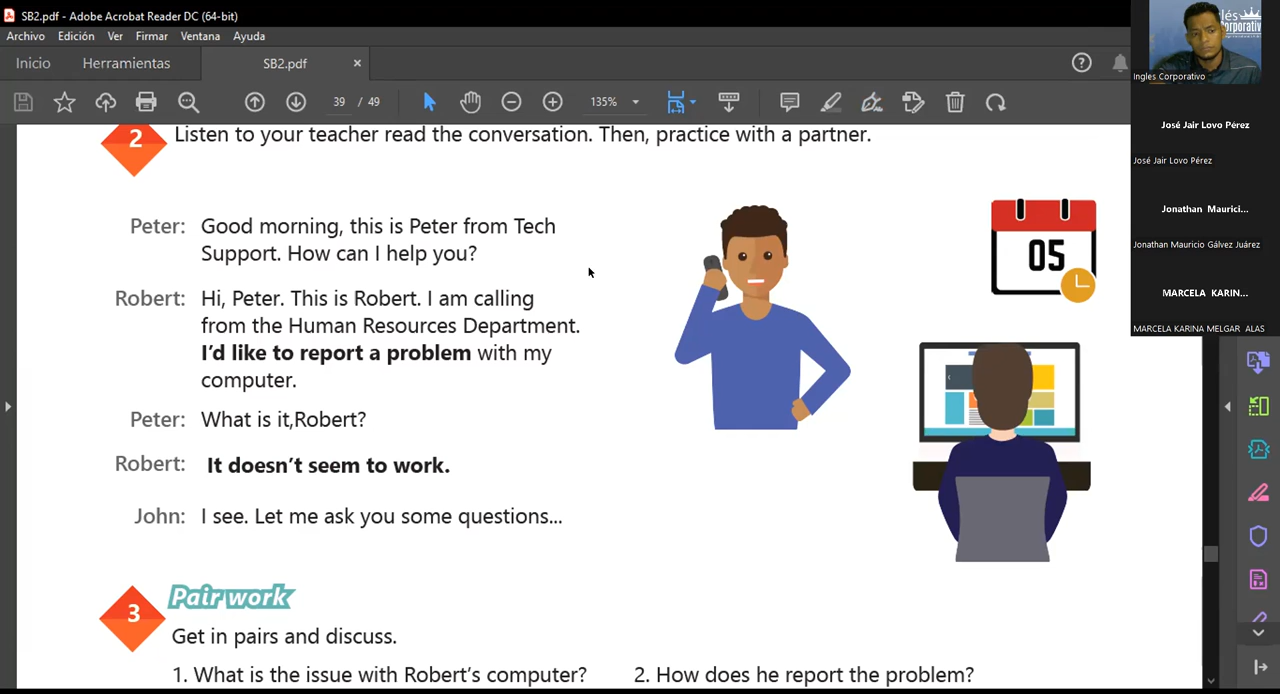 SB2.pdf - Adobe Acrobat Reader DC (64-bit)
Archivo Edición Ver Firmar Ventana Ayuda
Inicio Herramientas SB2.pdf ×
39 / 49 135%
2 Listen to your teacher read the conversation. Then, practice with a partner.
Peter: Good morning, this is Peter from Tech
Support. How can I help you?
Robert: Hi, Peter. This is Robert. I am calling
from the Human Resources Department.
I'd like to report a problem with my
computer.
Peter: What is it,Robert?
Robert: It doesn't seem to work.
John: I see. Let me ask you some questions...
05
3 Pair work
Get in pairs and discuss.
1. What is the issue with Robert's computer? 2. How does he report the problem?
Ingles Corporativo
José Jair Lovo Pérez
José Jair Lovo Pérez
Jonathan Maurici...
Jonathan Mauricio Gálvez Juárez
MARCELA KARIN...
MARCELA KARINA MELGAR ALAS